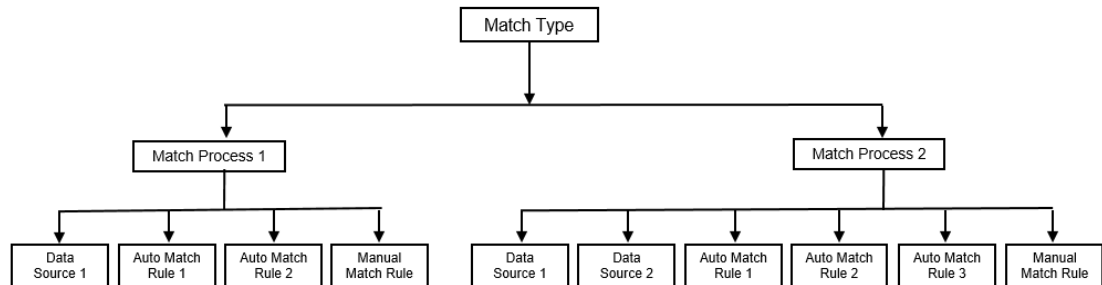 Match Type
Match Process 1
Match Process 2
Data
Source 1
Auto Match
Rule 1
Auto Match
Rule 2
Manual
Match Rule
Data
Source 1
Data
Source 2
Auto Match
Rule 1
Auto Match
Rule 2
Auto Match
Rule 3
Manual
Match Rule